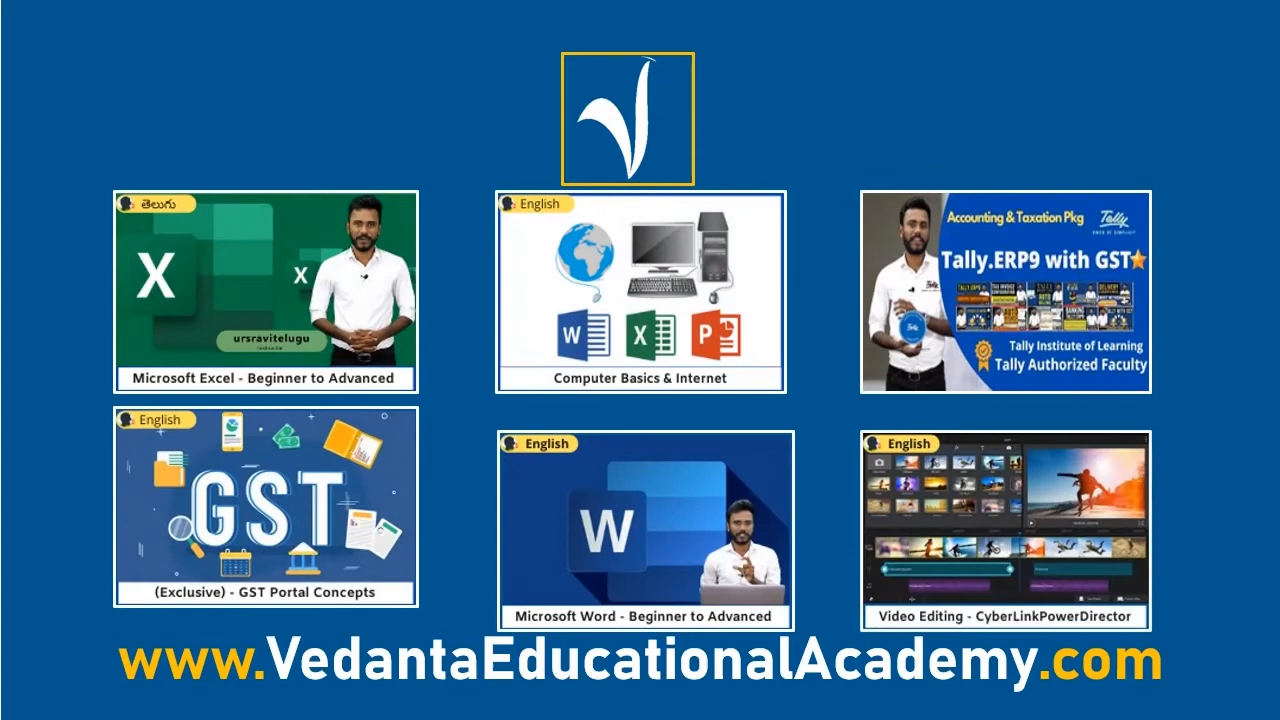 తెలుగు
X
X
ursravitelugu
Microsoft Excel - Beginner to Advanced
English
W
X
P
Computer Basics & Internet
Accounting & Taxation Pkg
Tally
Tally.ERP9 with GST
Tally Institute of Learning
Tally Authorized Faculty
English
GST
(Exclusive) - GST Portal Concepts
English
W
Microsoft Word - Beginner to Advanced
English
Video Editing - CyberLinkPowerDirector
www.VedantaEducationalAcademy.com